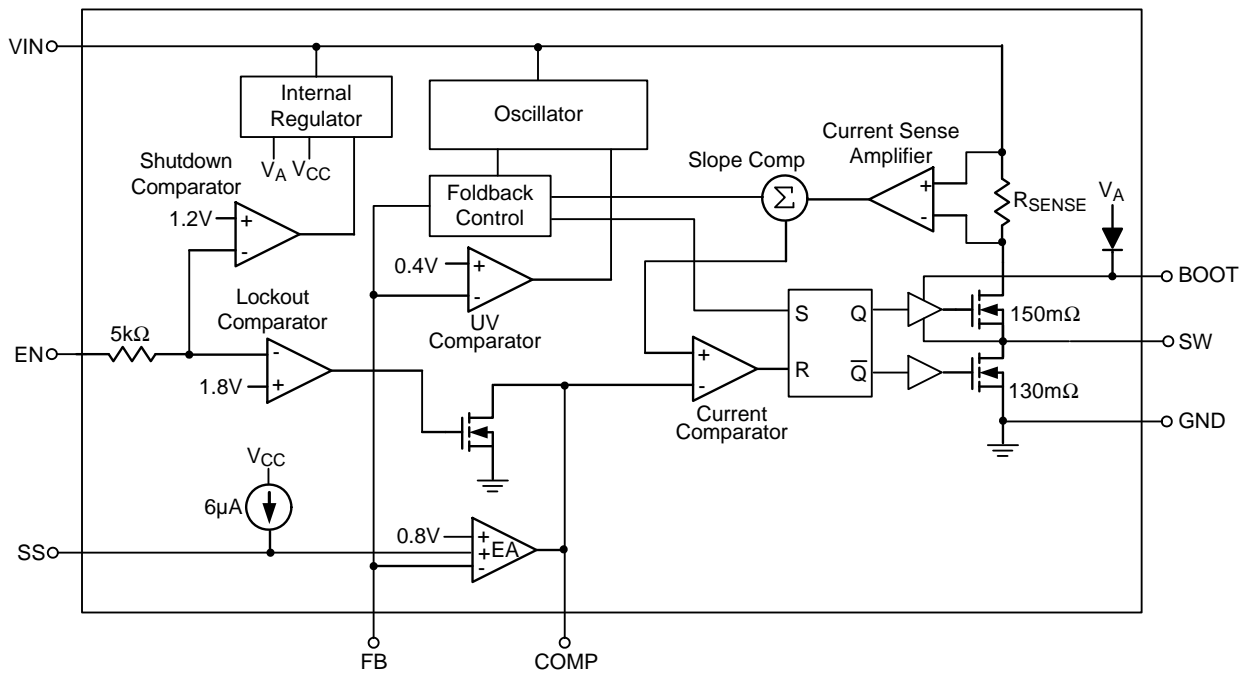 VIN
Internal
Regulator
Oscillator
Current Sense
Amplifier
Slope Comp
Shutdown
Comparator
VA VCC
Foldback
Control
Σ
+
-
RSENSE
VA
1.2V
+
-
0.4V
+
-
BOOT
UV
Comparator
Lockout
Comparator
5kΩ
EN
-
+
1.8V
S
Q
R
Q̅
150mΩ
SW
130mΩ
+
-
Current
Comparator
GND
VCC
6µA
0.8V
+
+
-
EA
SS
FB
COMP